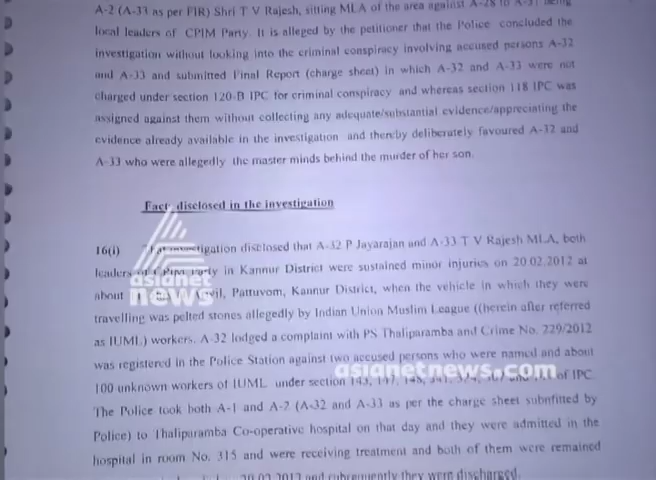 A-2 (A-33 as per FIR) Shri T V Rajesh, sitting MLA of the area against A-28 to A-31 being
local leaders of CPIM Party. It is alleged by the petitioner that the Police concluded the
investigation without looking into the criminal conspiracy involving accused persons A-32
and A-33 and submitted Final Report (charge sheet) in which A-32 and A-33 were not
charged under section 120-B IPC for criminal conspiracy and whereas section 118 IPC was
assigned against them without collecting any adequate/substantial evidence/appreciating the
evidence already available in the investigation and thereby deliberately favoured A-32 and
A-33 who were allegedly the master minds behind the murder of her son.
Fact disclosed in the investigation
16(i) investigation disclosed that A-32 P Jayarajan and A-33 T V Rajesh MLA, both
leaders of Party in Kannur District were sustained minor injuries on 20.02.2012 at
about Pattuvom, Kannur District, when the vehicle in which they were
travelling was pelted stones allegedly by Indian Union Muslim League ((herein after referred
as IUML) workers. A-32 lodged a complaint with PS Thaliparamba and Crime No. 229/2012
was registered in the Police Station against two accused persons who were named and about
100 unknown workers of IUML under section 143, 147, 148, of IPC.
The Police took both A-1 and A-2 (A-32 and A-33 as per the charge sheet submfitted by
Police) to Thaliparamba Co-operative hospital on that day and they were admitted in the
hospital in room No. 315 and were receiving treatment and both of them were remained
20.02.2012 and subsequently they were discharged.
asianet
news
asianetnews.com